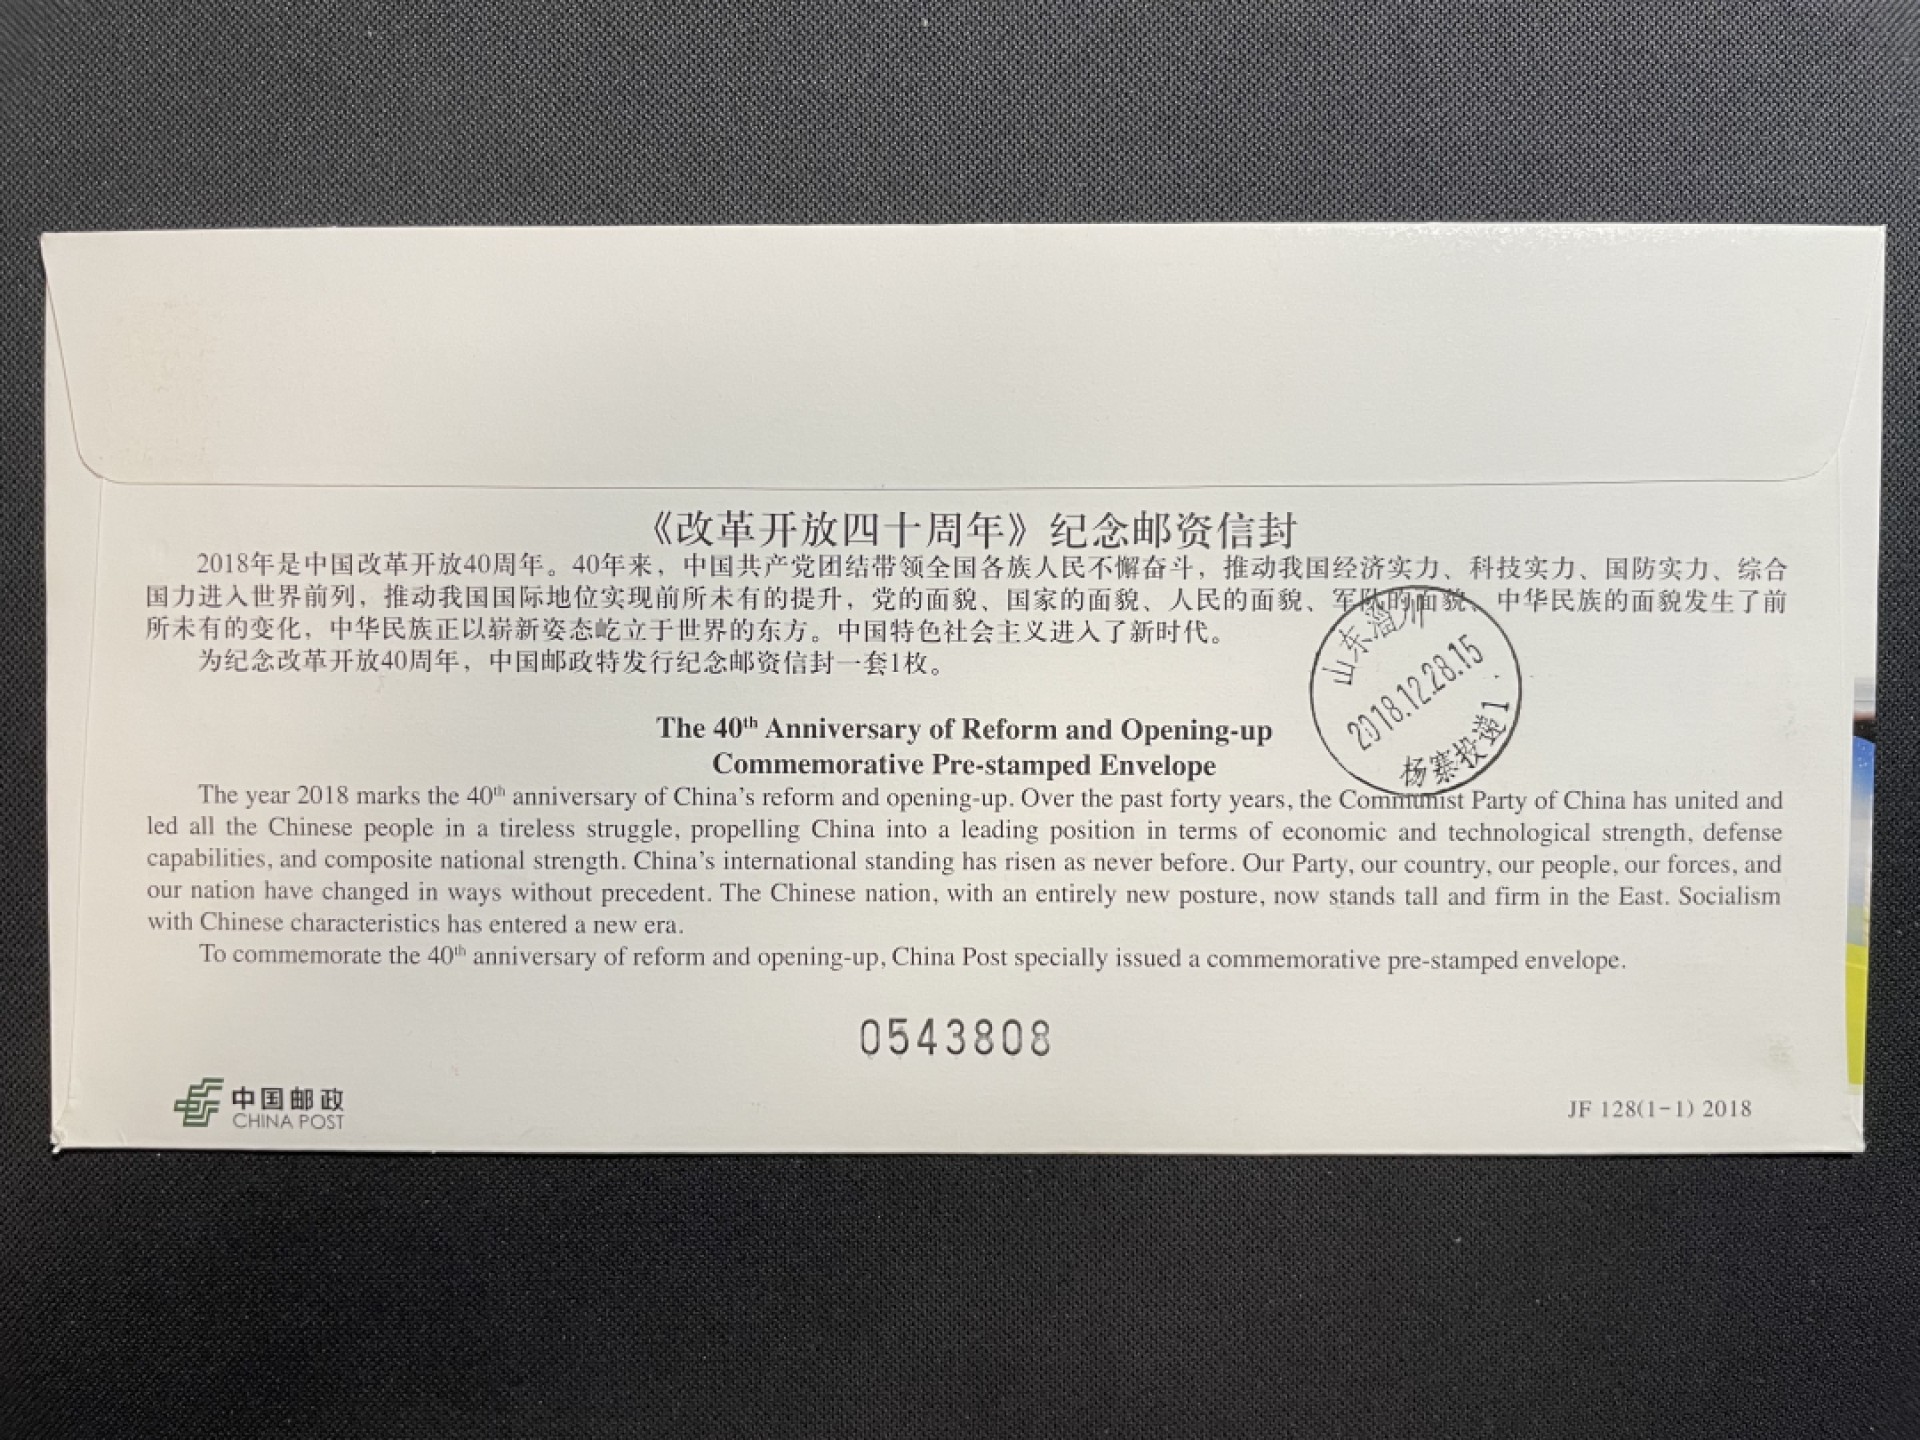 《改革开放四十周年》纪念邮资信封
2018年是中国改革开放40周年。40年来，中国共产党团结带领全国各族人民不懈奋斗，推动我国经济实力、科技实力、国防实力、综合
国力进入世界前列，推动我国国际地位实现前所未有的提升，党的面貌、国家的面貌、人民的面貌、军队的面貌、中华民族的面貌发生了前
所未有的变化，中华民族正以崭新姿态屹立于世界的东方。中国特色社会主义进入了新时代。
为纪念改革开放40周年，中国邮政特发行纪念邮资信封一套1枚。
山东淄川
2018.12.28.15
杨寨投递1
The 40th Anniversary of Reform and Opening-up
Commemorative Pre-stamped Envelope
The year 2018 marks the 40th anniversary of China's reform and opening-up. Over the past forty years, the Communist Party of China has united and
led all the Chinese people in a tireless struggle, propelling China into a leading position in terms of economic and technological strength, defense
capabilities, and composite national strength. China's international standing has risen as never before. Our Party, our country, our people, our forces, and
our nation have changed in ways without precedent. The Chinese nation, with an entirely new posture, now stands tall and firm in the East. Socialism
with Chinese characteristics has entered a new era.
To commemorate the 40th anniversary of reform and opening-up, China Post specially issued a commemorative pre-stamped envelope.
0543808
中国邮政
CHINA POST
JF 128(1-1) 2018